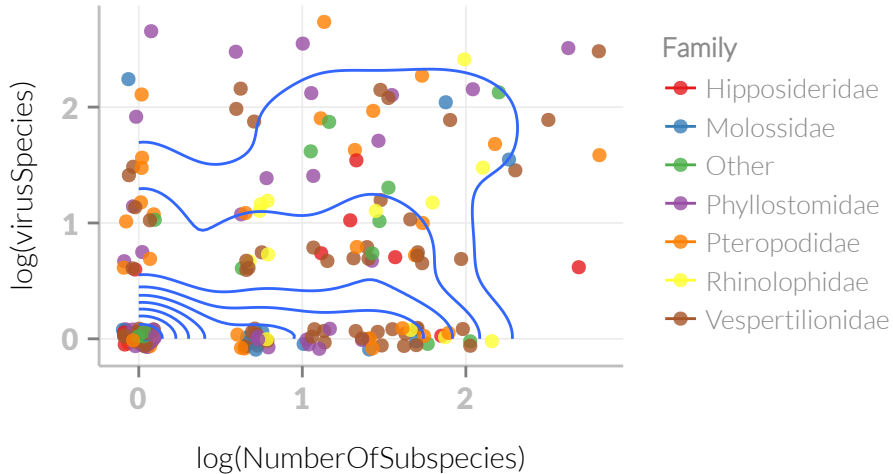 log(virusSpecies)
2
1
0
0 1 2
log(NumberOfSubspecies)
Family
Hipposideridae
Molossidae
Other
Phyllostomidae
Pteropodidae
Rhinolophidae
Vespertilionidae